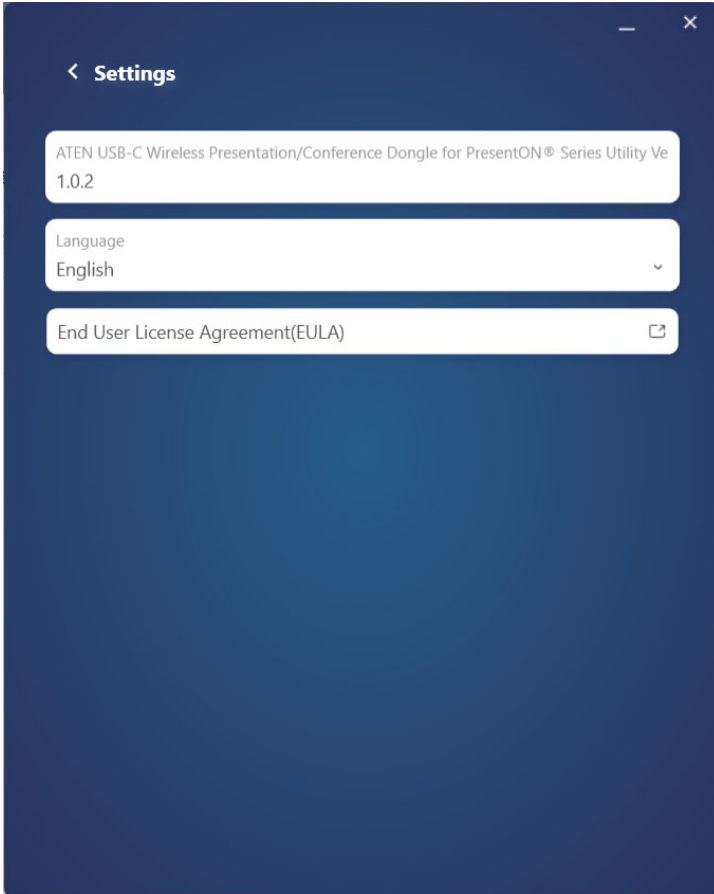 Settings
ATEN USB-C Wireless Presentation/Conference Dongle for PresentON® Series Utility Ve
1.0.2
Language
English
End User License Agreement(EULA)